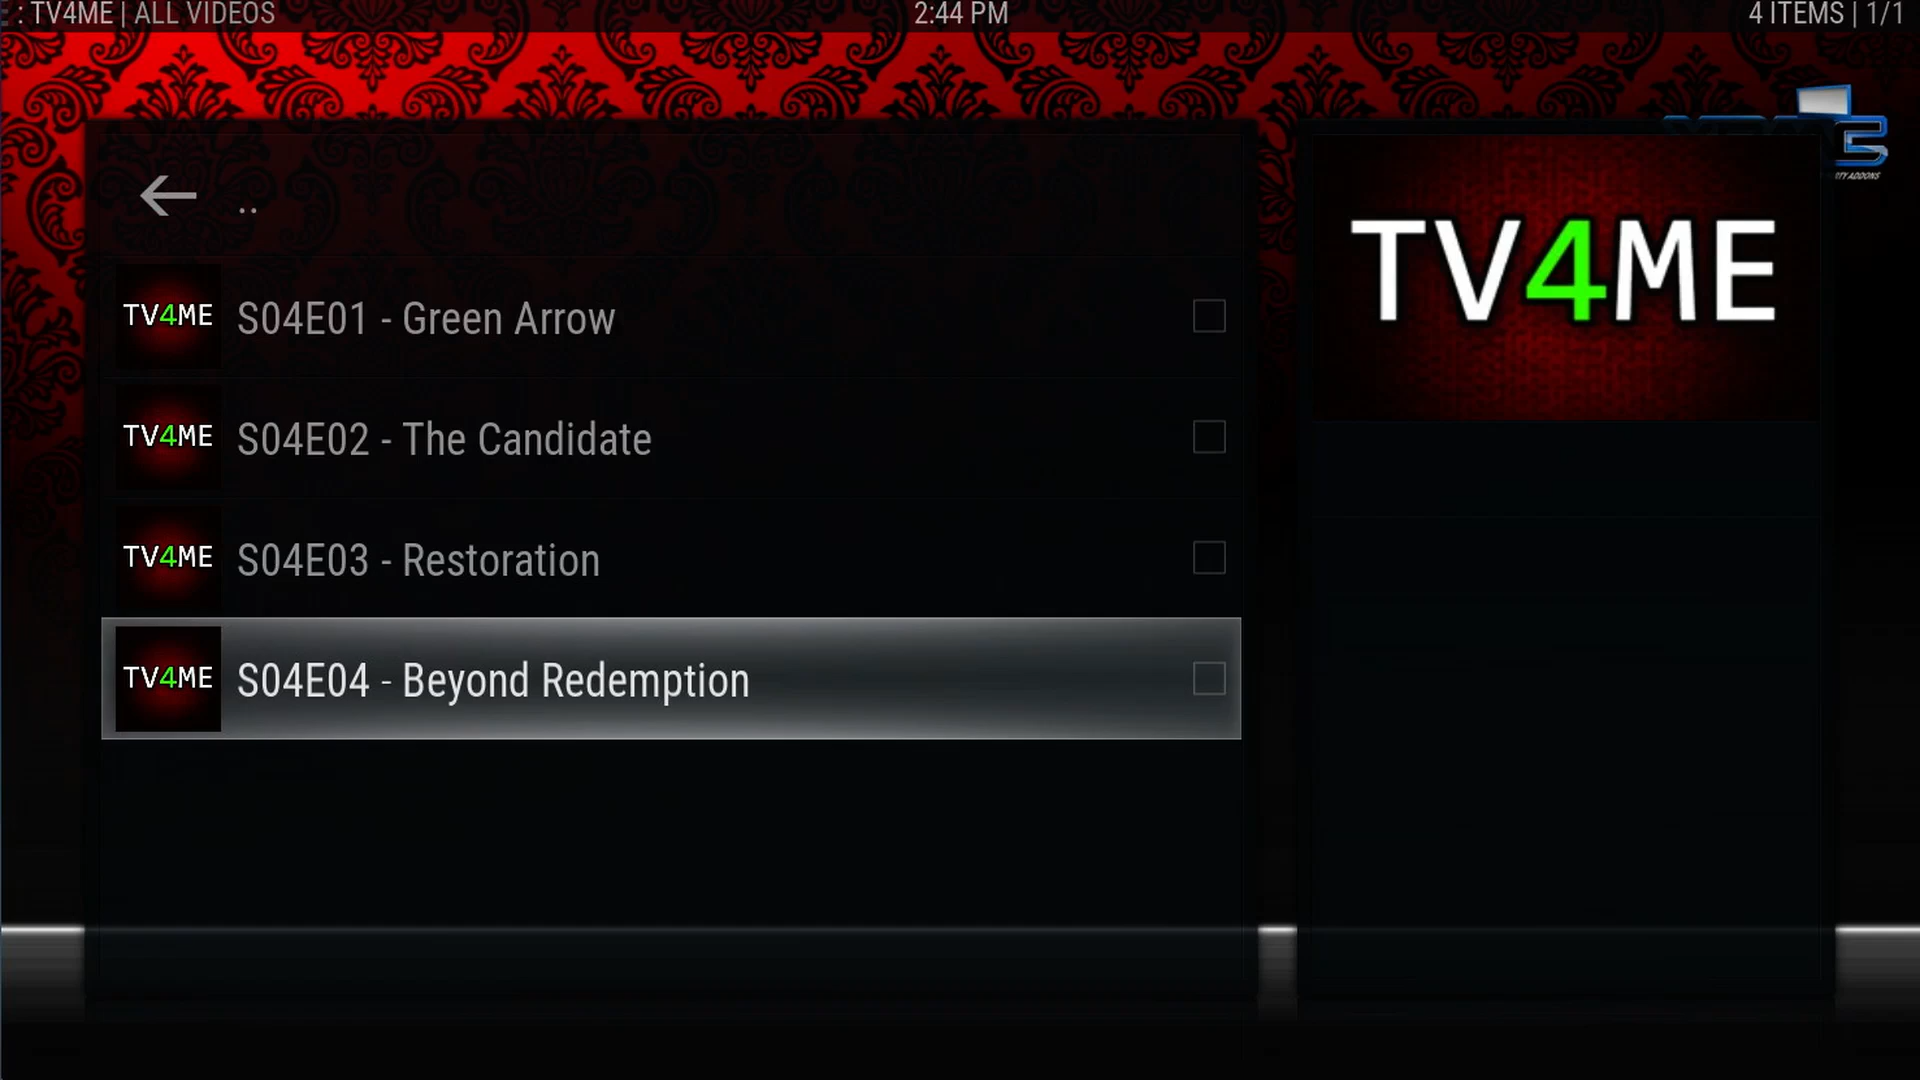 : TV4ME | ALL VIDEOS
2:44 PM
4 ITEMS | 1/1
..
TV4ME S04E01 - Green Arrow
TV4ME S04E02 - The Candidate
TV4ME S04E03 - Restoration
TV4ME S04E04 - Beyond Redemption
TV4ME
ADDONS